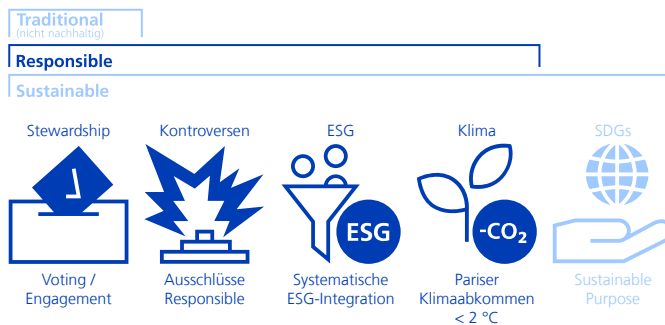 Traditional
(nicht nachhaltig)
Responsible
Sustainable
Stewardship
Kontroversen
ESG
Klima
SDGs
ESG
-CO₂
Voting /
Engagement
Ausschlüsse
Responsible
Systematische
ESG-Integration
Pariser
Klimaabkommen
< 2 °C
Sustainable
Purpose